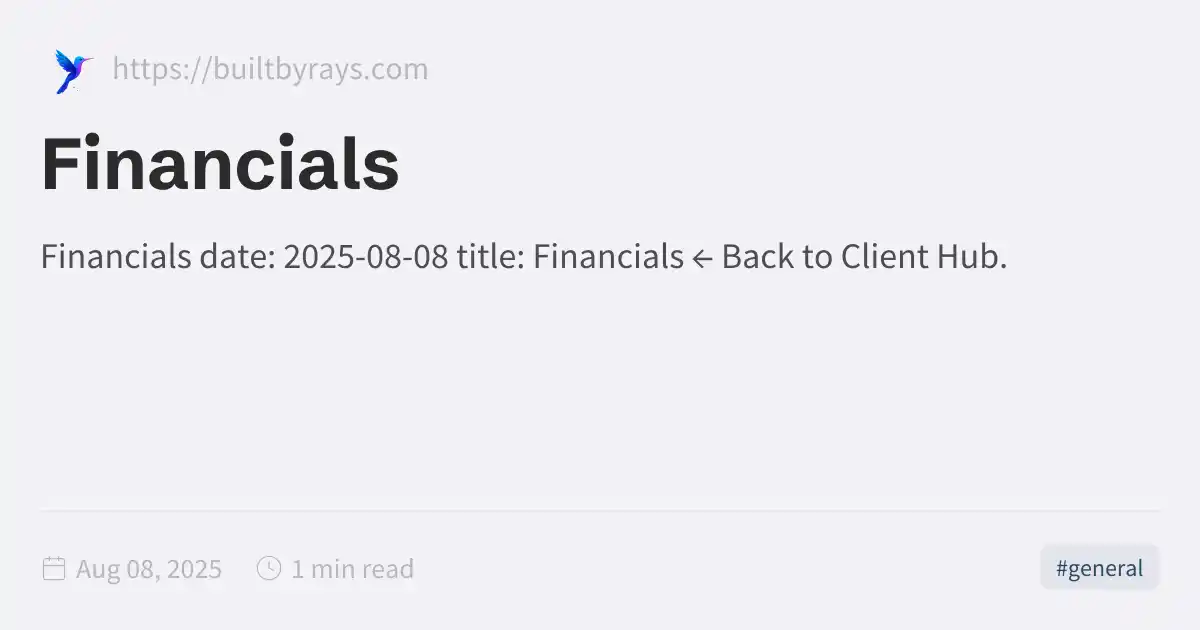 https://builtbyrays.com
Financials
Financials date: 2025-08-08 title: Financials ← Back to Client Hub.
Aug 08, 2025
1 min read
#general